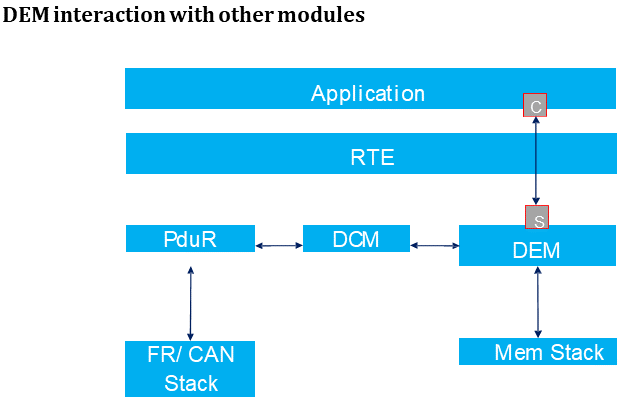 DEM interaction with other modules
Application
C
RTE
S
PduR
DCM
DEM
FR/ CAN
Stack
Mem Stack